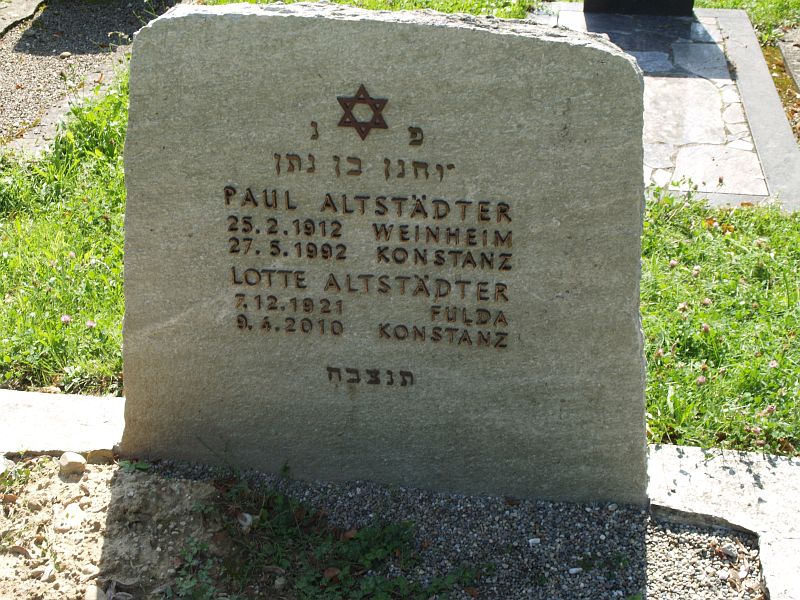 פ נ
יוחנן בן נתן
PAUL ALTSTÄDTER
25.2.1912 WEINHEIM
27.5.1992 KONSTANZ
LOTTE ALTSTÄDTER
7.12.1921 FULDA
9.4.2010 KONSTANZ
תנצבה